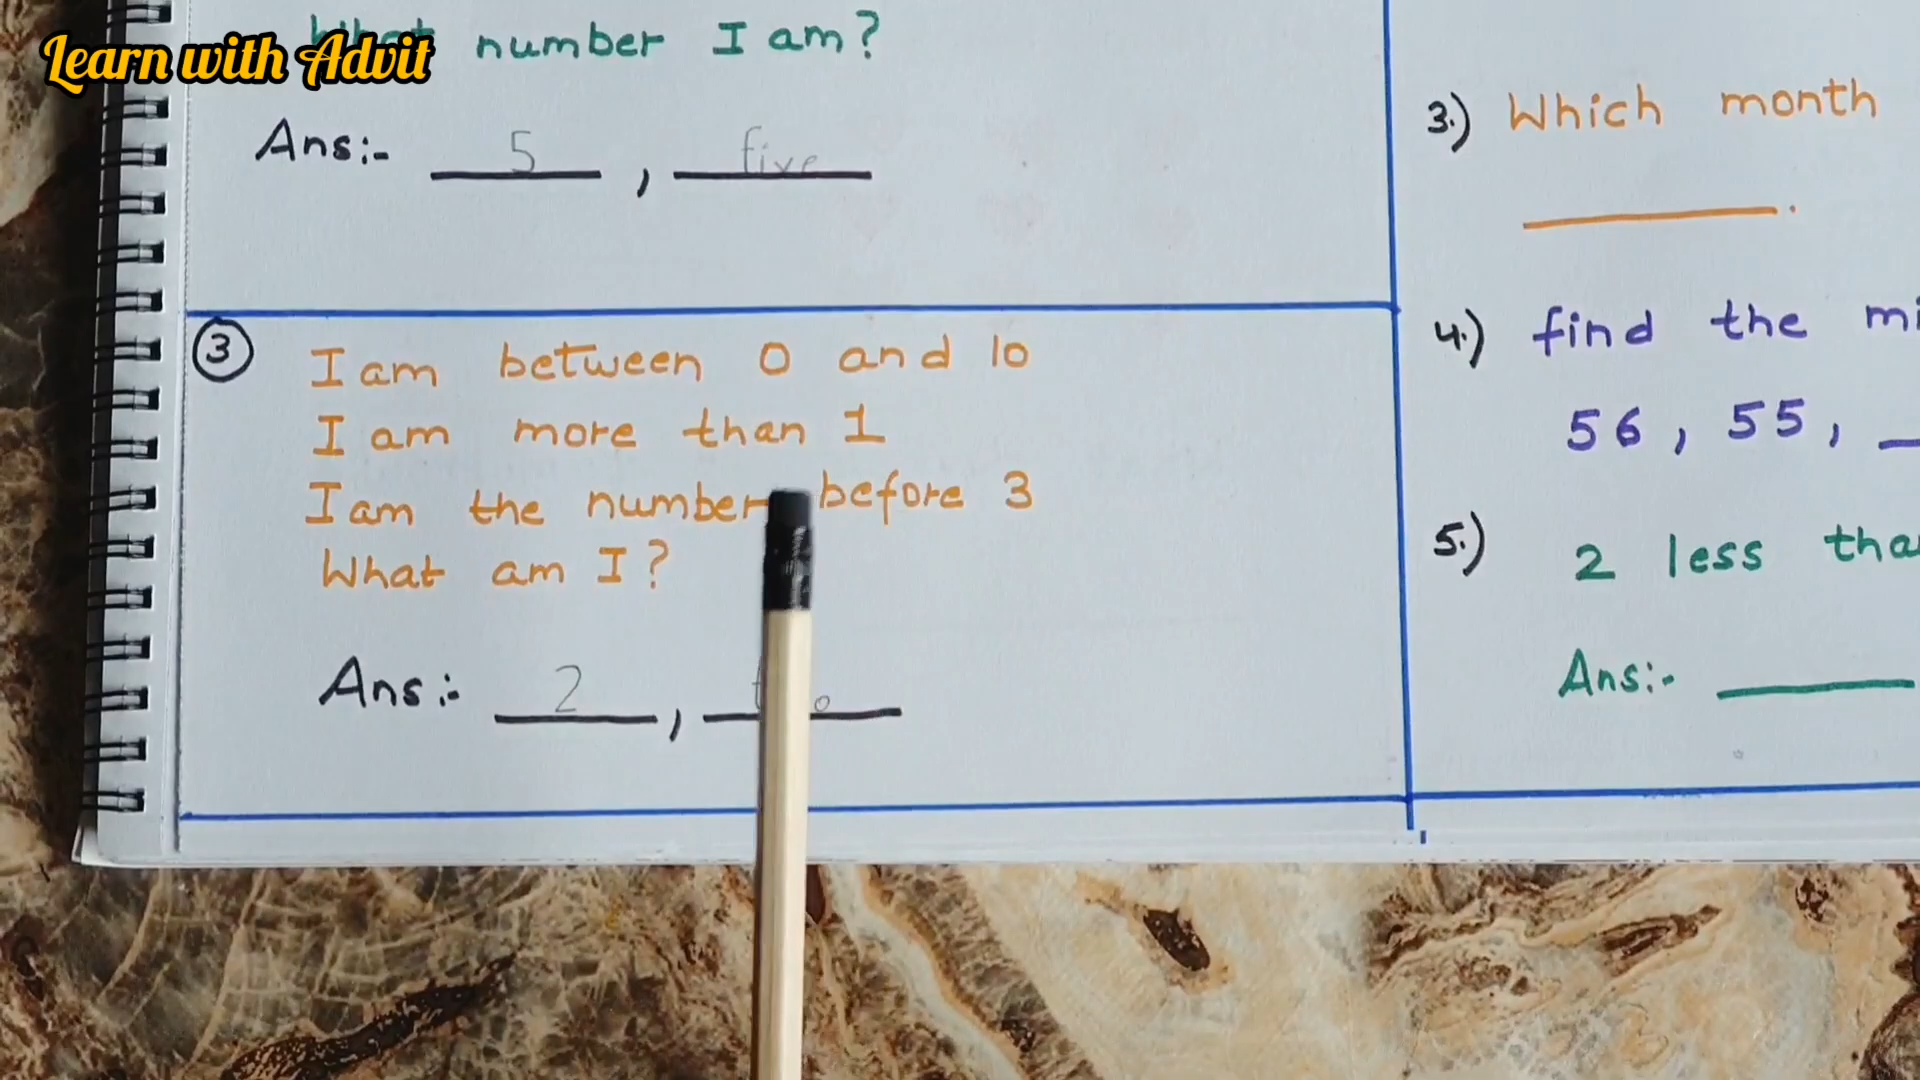 Learn with Advit
What number I am?
Ans:- 5 , five
3 I am between 0 and 10
I am more than 1
I am the number before 3
What am I?
Ans:- 2 ,
3.) Which month
.
4.) find the
56, 55,
5.) 2 less
Ans:-